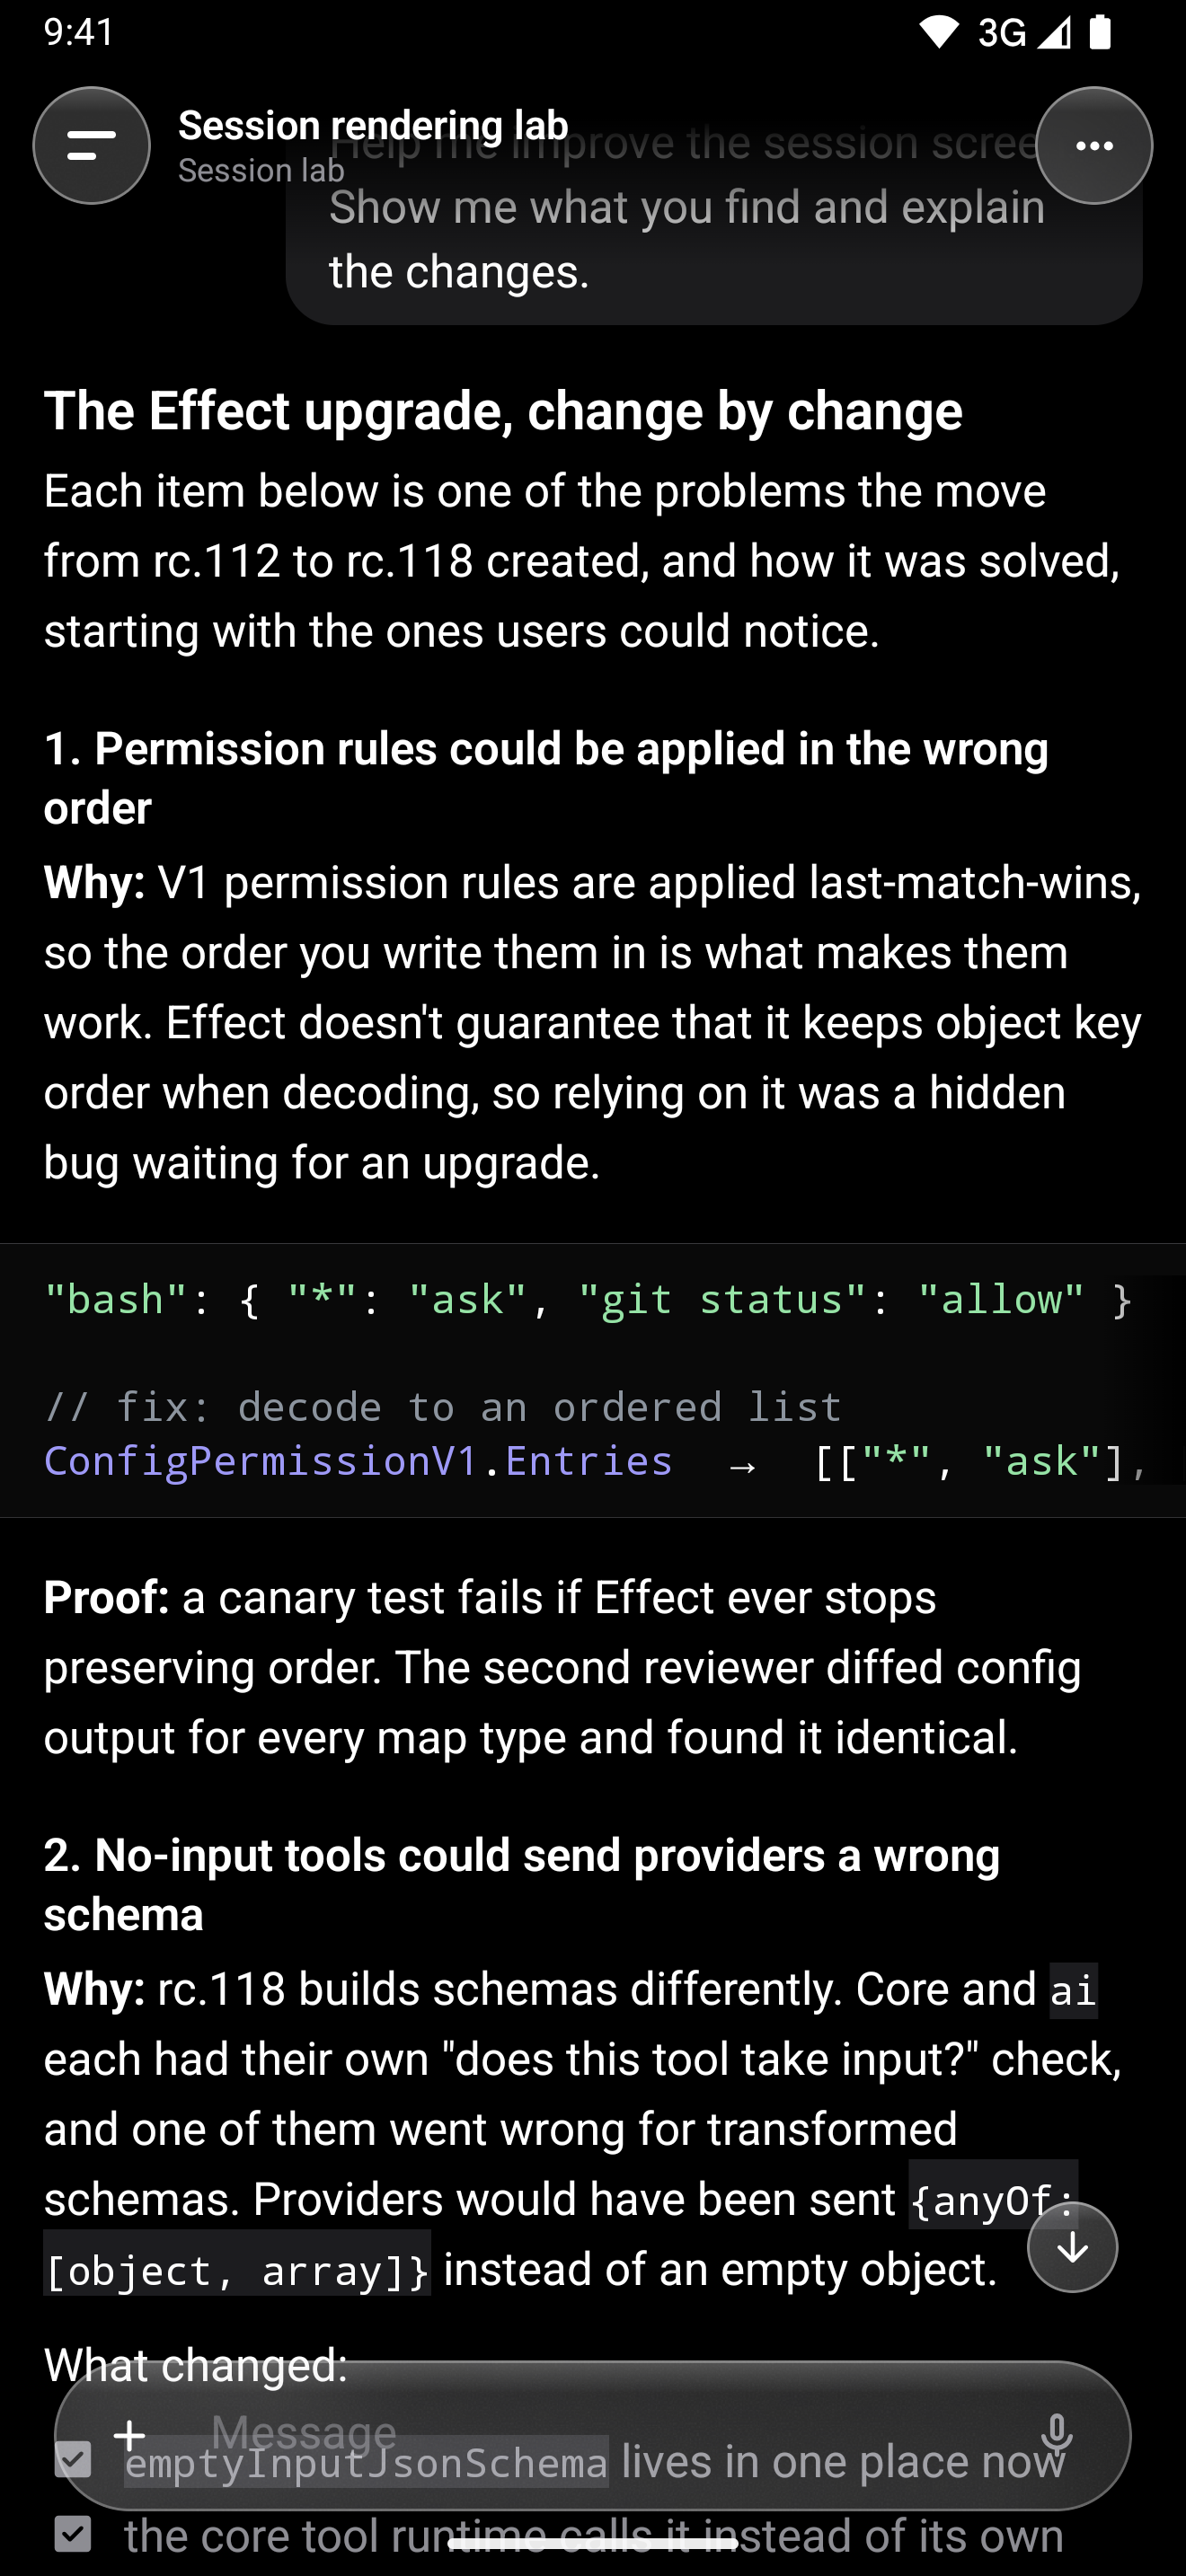 9:41
3G
Session rendering lab
Session lab
Help me improve the session scree
Show me what you find and explain
the changes.
The Effect upgrade, change by change
Each item below is one of the problems the move
from rc.112 to rc.118 created, and how it was solved,
starting with the ones users could notice.
1. Permission rules could be applied in the wrong
order
Why: V1 permission rules are applied last-match-wins,
so the order you write them in is what makes them
work. Effect doesn't guarantee that it keeps object key
order when decoding, so relying on it was a hidden
bug waiting for an upgrade.
"bash": { "*": "ask", "git status": "allow" }
// fix: decode to an ordered list
ConfigPermissionV1.Entries → [["*", "ask"],
Proof: a canary test fails if Effect ever stops
preserving order. The second reviewer diffed config
output for every map type and found it identical.
2. No-input tools could send providers a wrong
schema
Why: rc.118 builds schemas differently. Core and ai
each had their own "does this tool take input?" check,
and one of them went wrong for transformed
schemas. Providers would have been sent {anyOf:
[object, array]} instead of an empty object.
What changed:
Message
emptyInputJsonSchema lives in one place now
the core tool runtime calls it instead of its own